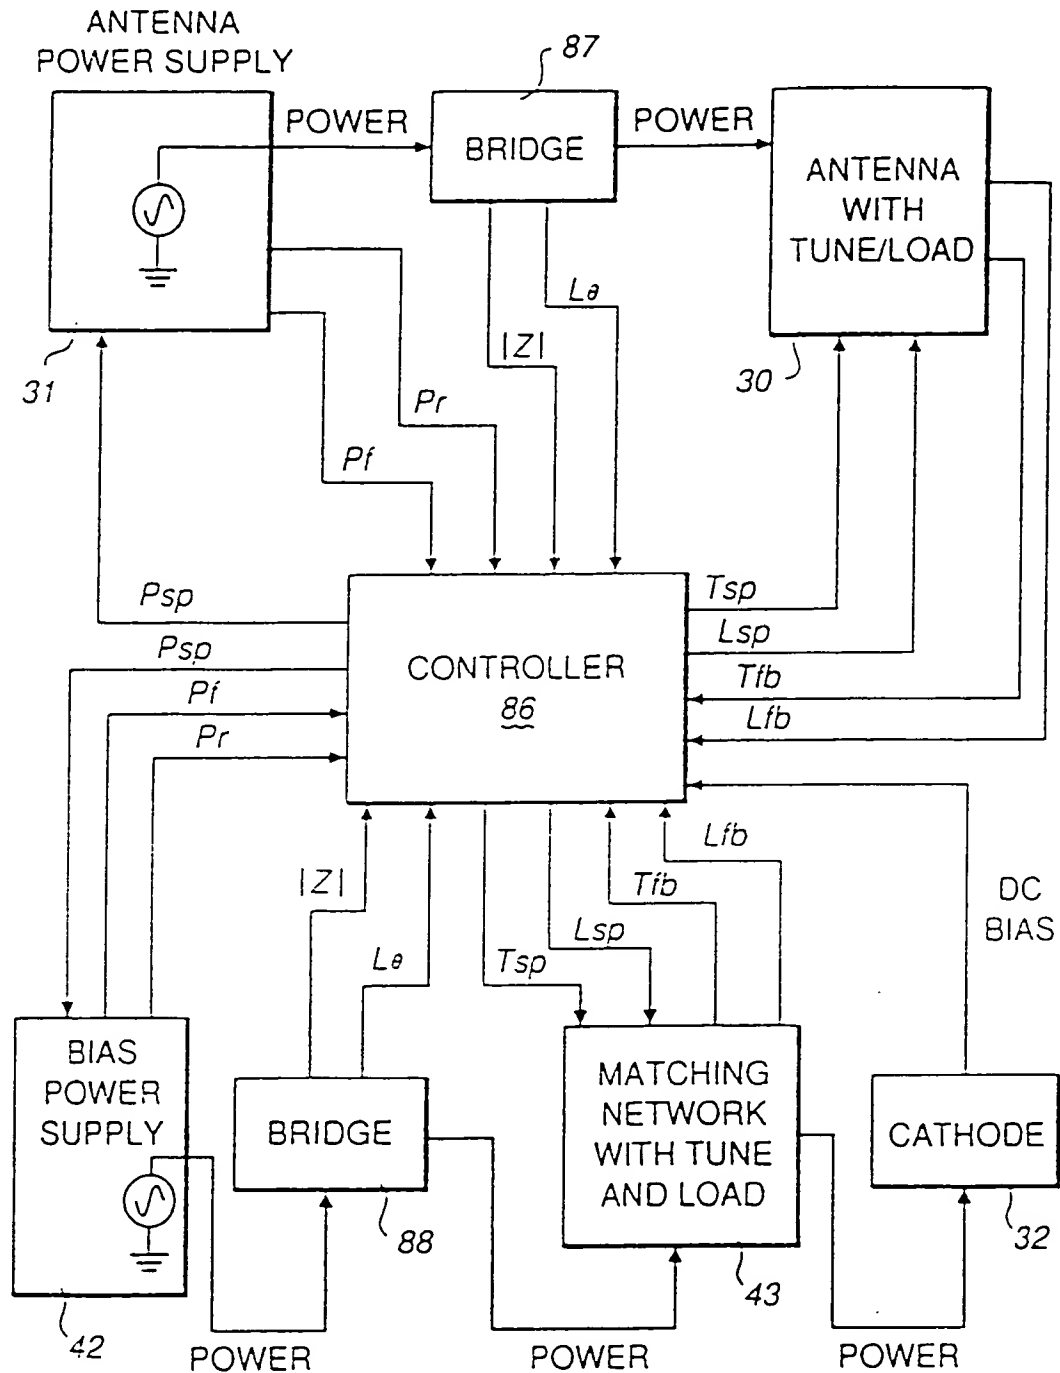 ANTENNA
POWER SUPPLY
87
POWER
BRIDGE
POWER
ANTENNA
WITH
TUNE/LOAD
Lθ
|Z|
31
30
Pr
Pf
Psp
Tsp
Psp
Lsp
CONTROLLER
86
Pf
Tfb
Pr
Lfb
|Z|
Lfb
Tfb
DC
BIAS
Lsp
Lθ
Tsp
BIAS
POWER
SUPPLY
BRIDGE
MATCHING
NETWORK
WITH TUNE
AND LOAD
CATHODE
88
32
43
42
POWER
POWER
POWER